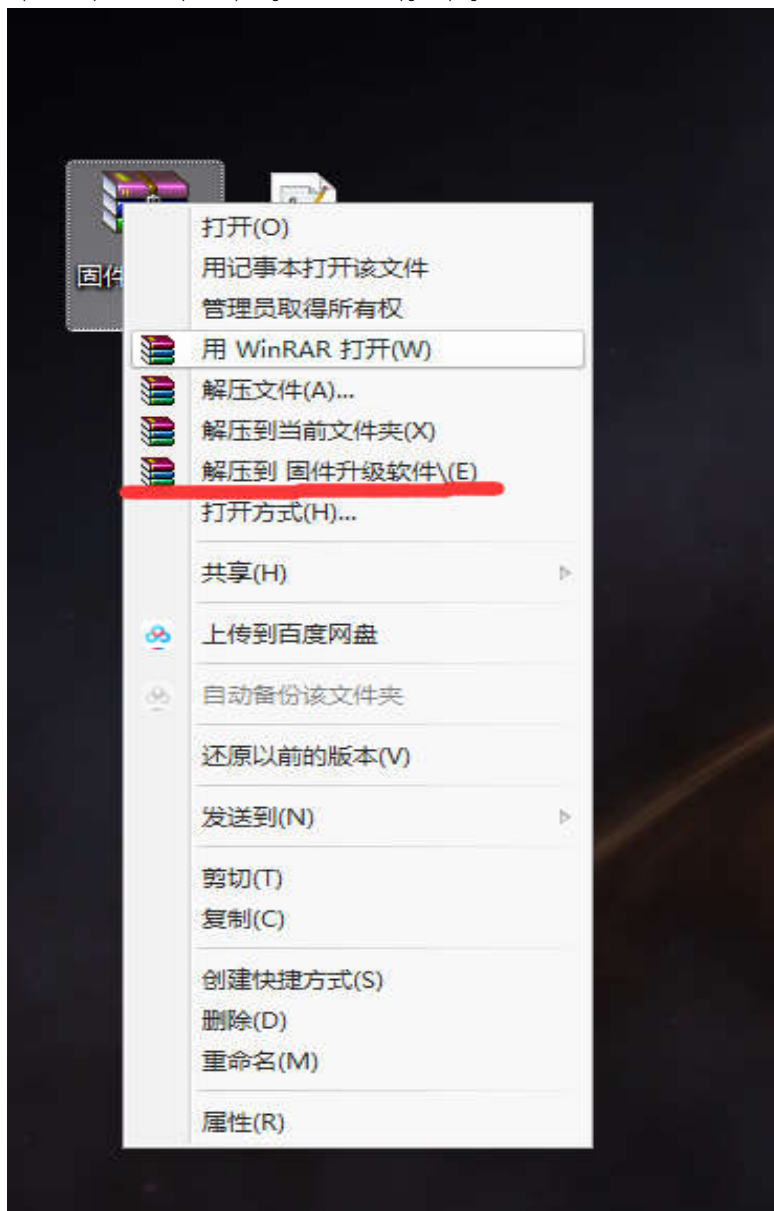 固件
打开(O)
用记事本打开该文件
管理员取得所有权
用 WinRAR 打开(W)
解压文件(A)...
解压到当前文件夹(X)
解压到 固件升级软件\(E)
打开方式(H)...
共享(H)
上传到百度网盘
自动备份该文件夹
还原以前的版本(V)
发送到(N)
剪切(T)
复制(C)
创建快捷方式(S)
删除(D)
重命名(M)
属性(R)